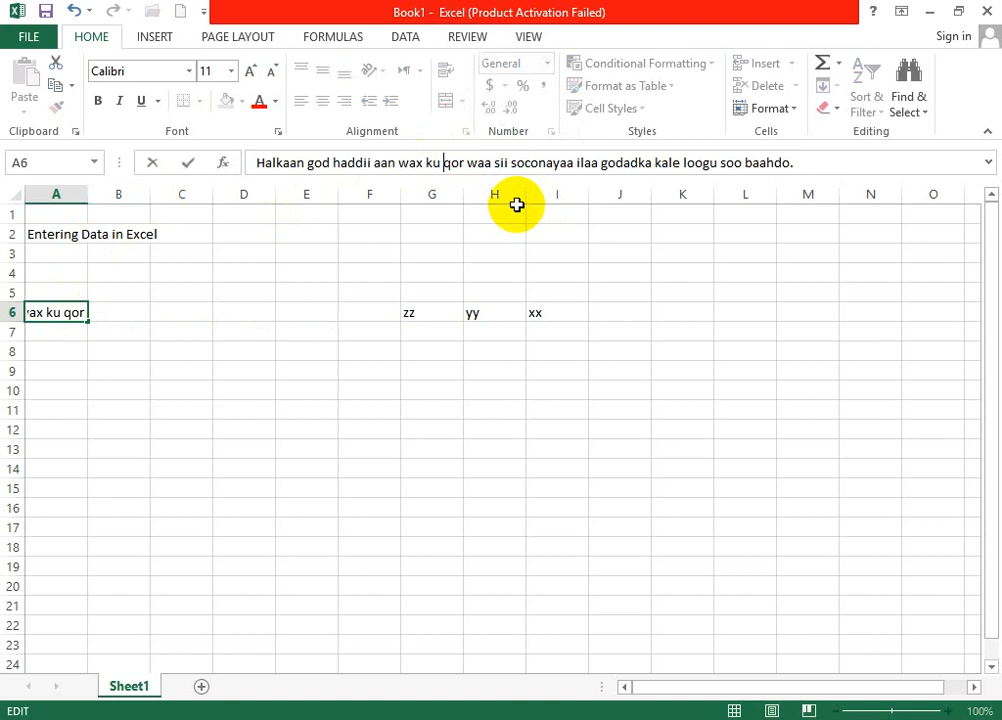 Book1 - Excel (Product Activation Failed)
?
FILE HOME INSERT PAGE LAYOUT FORMULAS DATA REVIEW VIEW Sign in
Paste
Calibri 11
B I U A
General
$ %
Conditional Formatting
Format as Table
Cell Styles
Insert
Delete
Format
Sort & Filter
Find & Select
Clipboard Font Alignment Number Styles Cells Editing
A6 fx Halkaan god haddii aan wax ku qor waa sii soconayaa ilaa godadka kale loogu soo baahdo.
A B C D E F G H I J K L M N O
1
2 Entering Data in Excel
3
4
5
6 wax ku qor zz yy xx
7
8
9
10
11
12
13
14
15
16
17
18
19
20
21
22
23
24
Sheet1
EDIT 100%